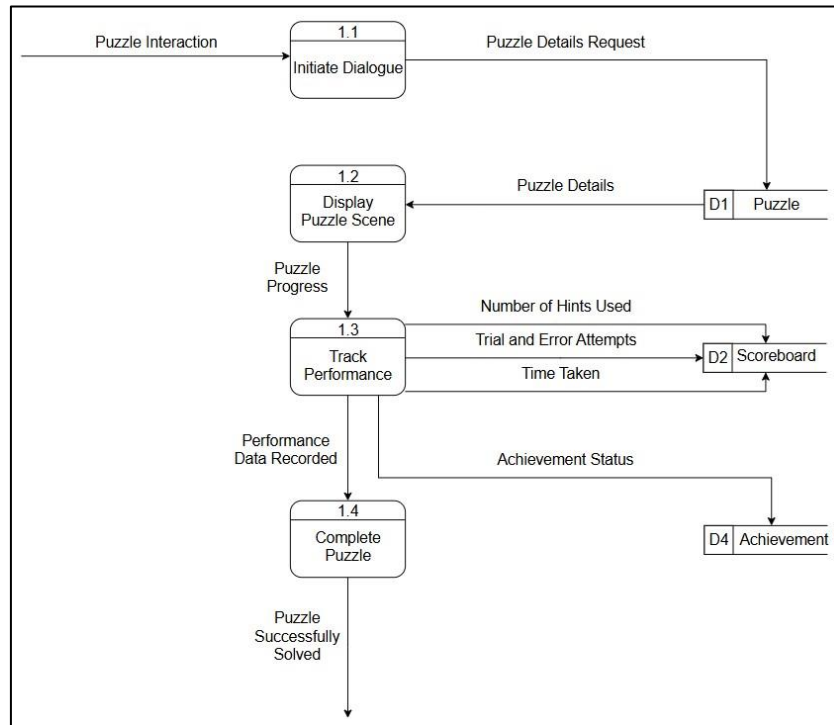 1.1
Puzzle Interaction
Puzzle Details Request
Initiate Dialogue
1.2
Puzzle Details
Display
Puzzle Scene
D1
Puzzle
Puzzle
Progress
Number of Hints Used
1.3
Trial and Error Attempts
Track
Performance
D2
Scoreboard
Time Taken
Performance
Data Recorded
Achievement Status
1.4
Complete
Puzzle
D4
Achievement
Puzzle
Successfully
Solved